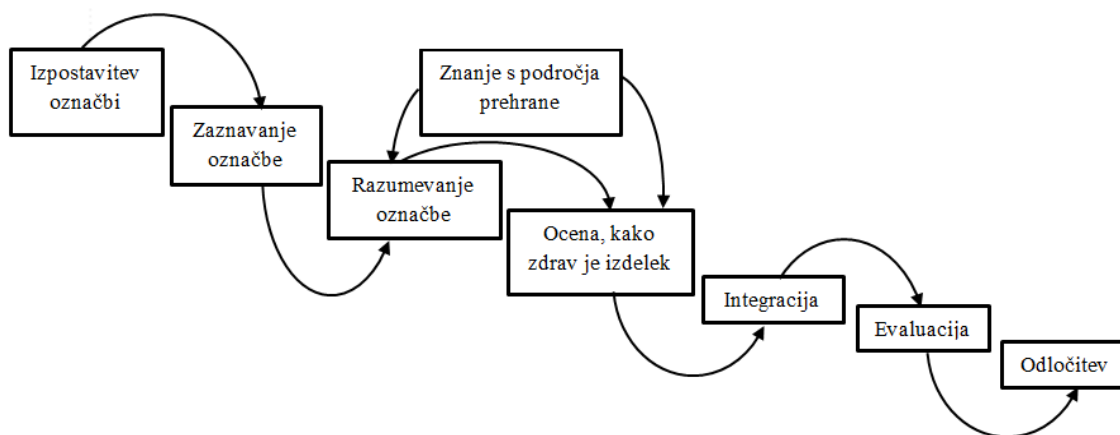 Izpostavitev
označbi
Zaznavanje
označbe
Znanje s področja
prehrane
Razumevanje
označbe
Ocena, kako
zdrav je izdelek
Integracija
Evaluacija
Odločitev